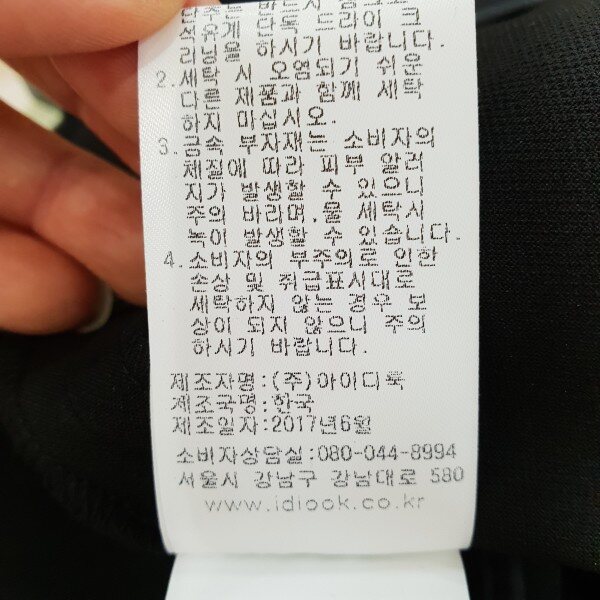 석유계 단독 드라이 크
리닝을 하시기 바랍니다.
2.세탁 시 오염되기 쉬운
다른 제품과 함께 세탁
하지 마십시오.
3.금속 부자재는 소비자의
체질에 따라 피부 알러
지가 발생할 수 있으니
주의 바라며,물 세탁시
녹이 발생할 수 있습니다.
4.소비자의 부주의로 인한
손상 및 취급표시대로
세탁하지 않는 경우 보
상이 되지 않으니 주의
하시기 바랍니다.
제조자명:(주)아이디룩
제조국명:한국
제조일자:2017년6월
소비자상담실:080-044-8994
서울시 강남구 강남대로 580
www.idlook.co.kr